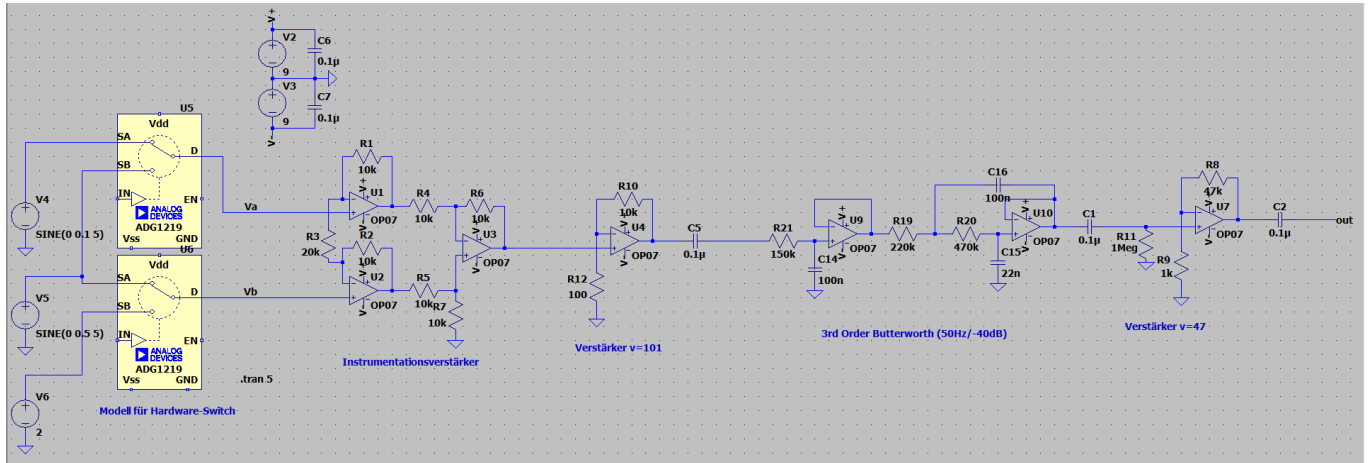 V+
V2
9
C6
0.1µ
V3
9
C7
0.1µ
V-
U5
Vdd
SA
SB
D
IN
EN
ANALOG
DEVICES
ADG1219
Vss
GND
U6
Vdd
SA
SB
D
IN
EN
ANALOG
DEVICES
ADG1219
Vss
GND
V4
SINE(0 0.1 5)
V5
SINE(0 0.5 5)
V6
2
Modell für Hardware-Switch
.tran 5
Va
Vb
R1
10k
V+
U1
V-
OP07
R3
20k
R2
10k
V+
U2
V-
OP07
R4
10k
R5
10k
R6
10k
V+
U3
V-
OP07
R7
10k
Instrumentationsverstärker
R10
10k
V+
U4
V-
OP07
R12
100
Verstärker v=101
C5
0.1µ
R21
150k
C14
100n
V+
U9
V-
OP07
R19
220k
R20
470k
C16
100n
C15
22n
V+
U10
V-
OP07
3rd Order Butterworth (50Hz/-40dB)
C1
0.1µ
R11
1Meg
R8
47k
V+
U7
V-
OP07
R9
1k
C2
0.1µ
out
Verstärker v=47